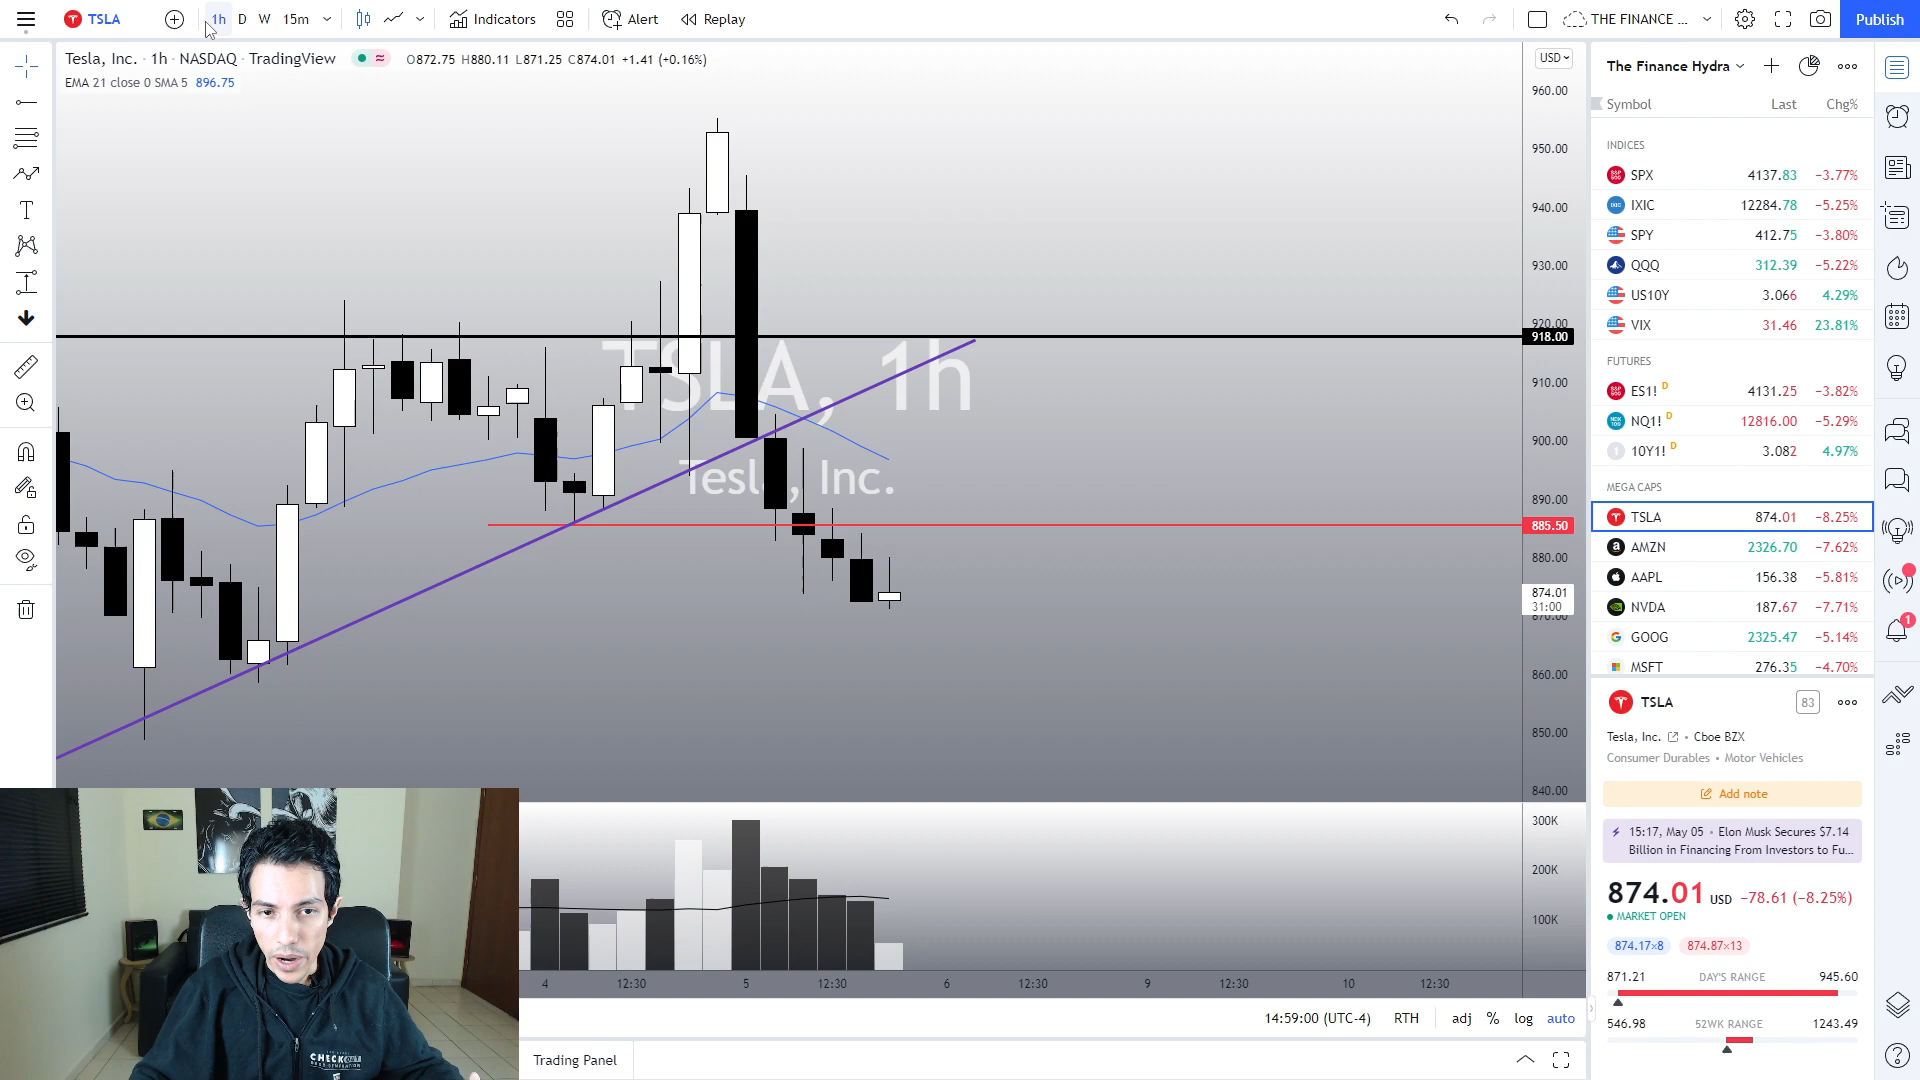 TSLA
1h D W 15m
Indicators
Alert
Replay
THE FINANCE ...
Publish
Tesla, Inc. · 1h · NASDAQ · TradingView
O872.75 H880.11 L871.25 C874.01 +1.41 (+0.16%)
EMA 21 close 0 SMA 5 896.75
USD
960.00
950.00
940.00
930.00
920.00
918.00
910.00
900.00
890.00
885.50
880.00
874.01
31:00
870.00
860.00
850.00
840.00
TSLA, 1h
Tesla, Inc.
300K
200K
100K
4 12:30 5 12:30 6 12:30 9 12:30 10 12:30
14:59:00 (UTC-4) RTH adj % log auto
Trading Panel
CHECKOUT
The Finance Hydra
Symbol Last Chg%
INDICES
SPX 4137.83 −3.77%
IXIC 12284.78 −5.25%
SPY 412.75 −3.80%
QQQ 312.39 −5.22%
US10Y 3.066 4.29%
VIX 31.46 23.81%
FUTURES
ES1! D 4131.25 −3.82%
NQ1! D 12816.00 −5.29%
10Y1! D 3.082 4.97%
MEGA CAPS
TSLA 874.01 −8.25%
AMZN 2326.70 −7.62%
AAPL 156.38 −5.81%
NVDA 187.67 −7.71%
GOOG 2325.47 −5.14%
MSFT 276.35 −4.70%
TSLA 83
Tesla, Inc. • Cboe BZX
Consumer Durables • Motor Vehicles
Add note
15:17, May 05 • Elon Musk Secures $7.14
Billion in Financing From Investors to Fu...
874.01 USD −78.61 (−8.25%)
MARKET OPEN
874.17×8 874.87×13
871.21 DAY'S RANGE 945.60
546.98 52WK RANGE 1243.49
1